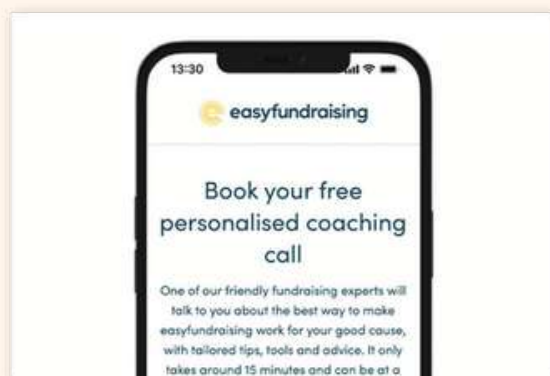 13:30
easyfundraising
Book your free
personalised coaching
call
One of our friendly fundraising experts will
talk to you about the best way to make
easyfundraising work for your good cause,
with tailored tips, tools and advice. It only
takes around 15 minutes and can be at a